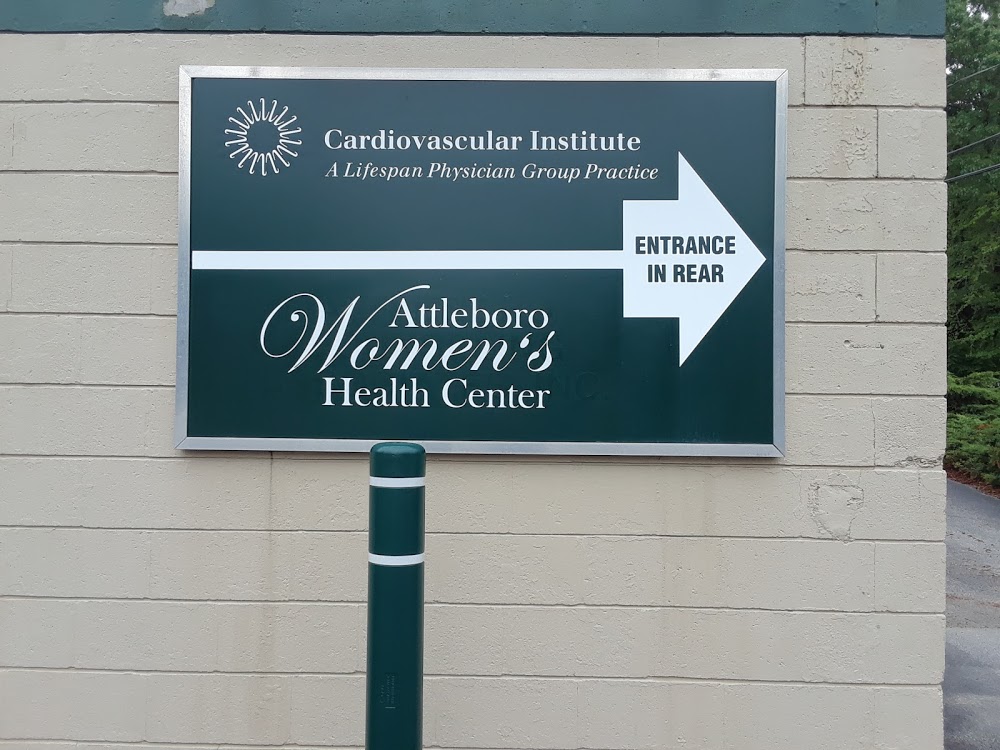 Cardiovascular Institute
A Lifespan Physician Group Practice
ENTRANCE
IN REAR
Attleboro
Women's
Health Center